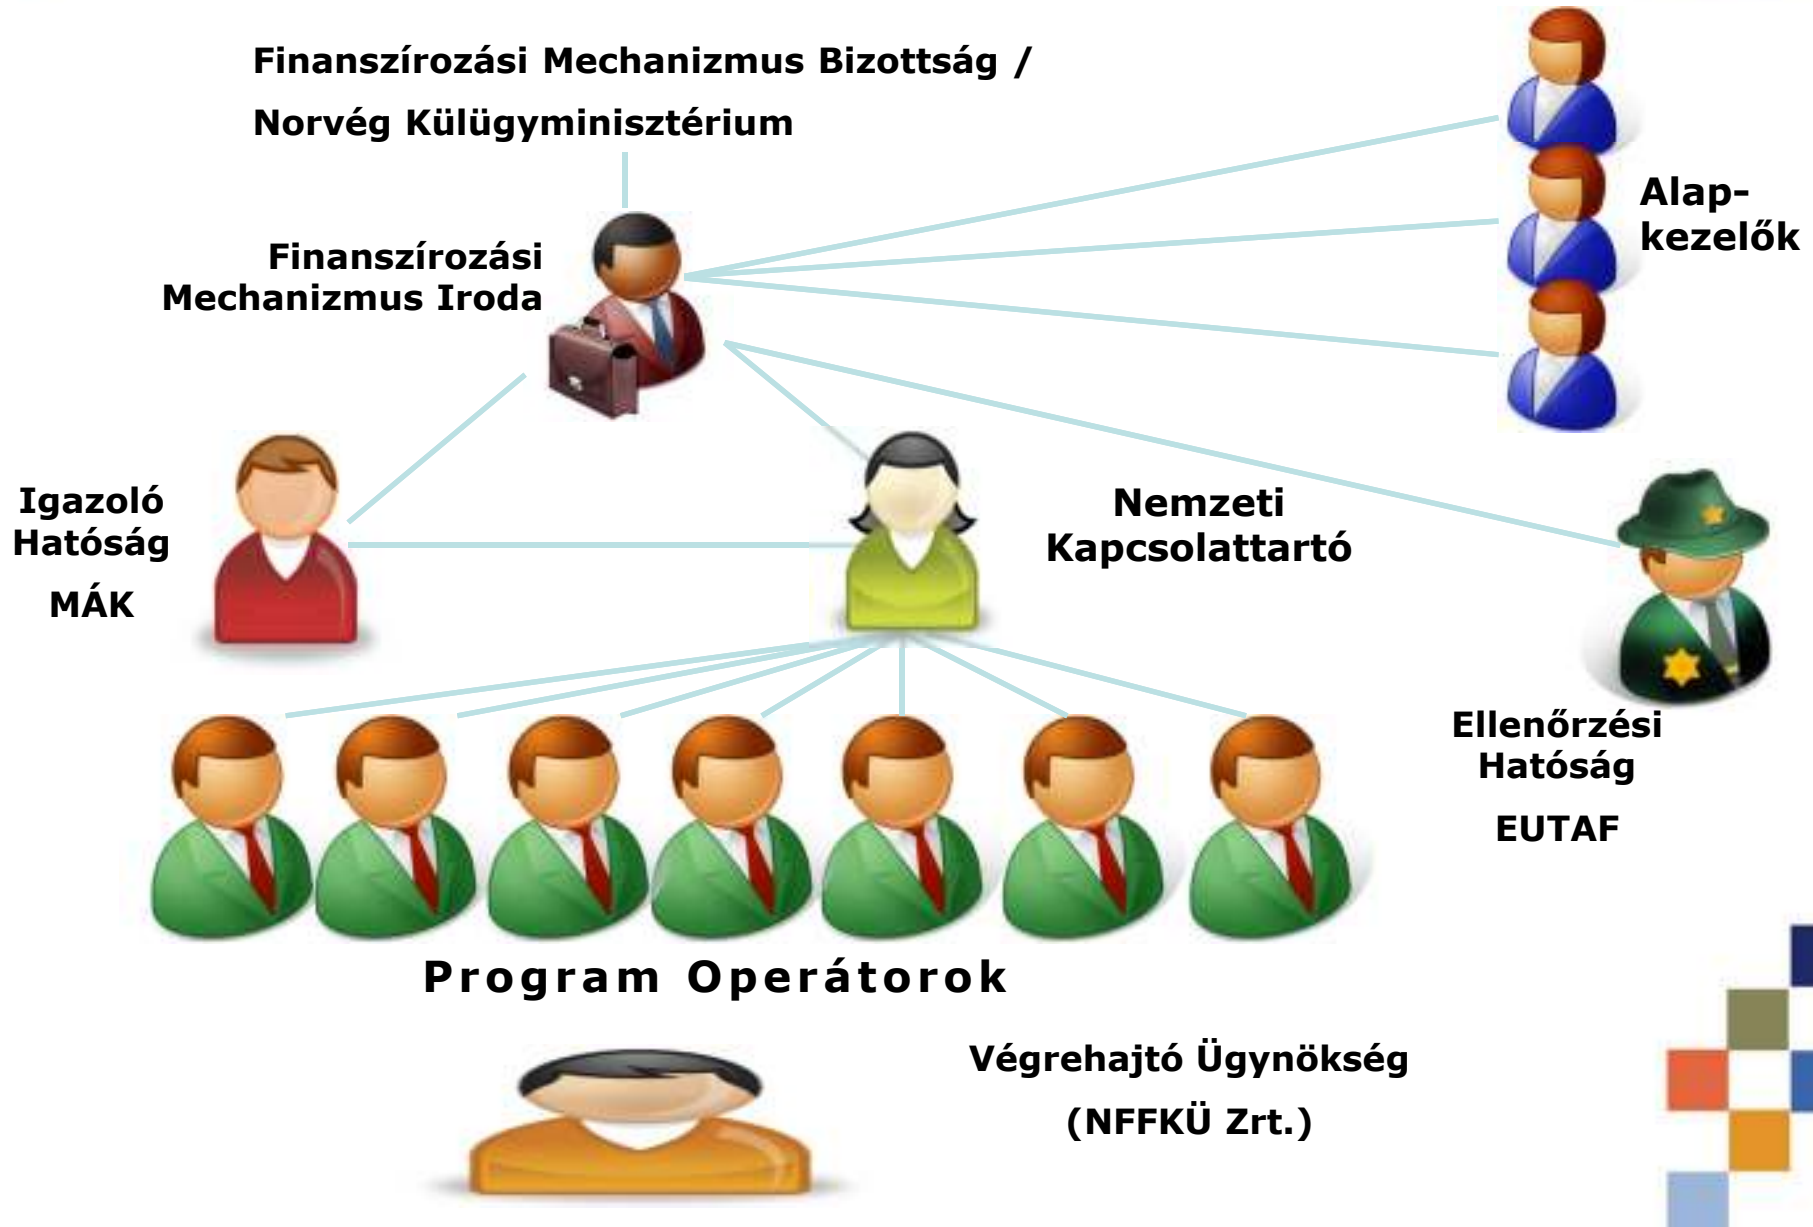 Finanszírozási Mechanizmus Bizottság /
Norvég Külügyminisztérium
Finanszírozási
Mechanizmus Iroda
Alap-
kezelők
Igazoló
Hatóság
MÁK
Nemzeti
Kapcsolattartó
Ellenőrzési
Hatóság
EUTAF
Program Operátorok
Végrehajtó Ügynökség
(NFFKÜ Zrt.)